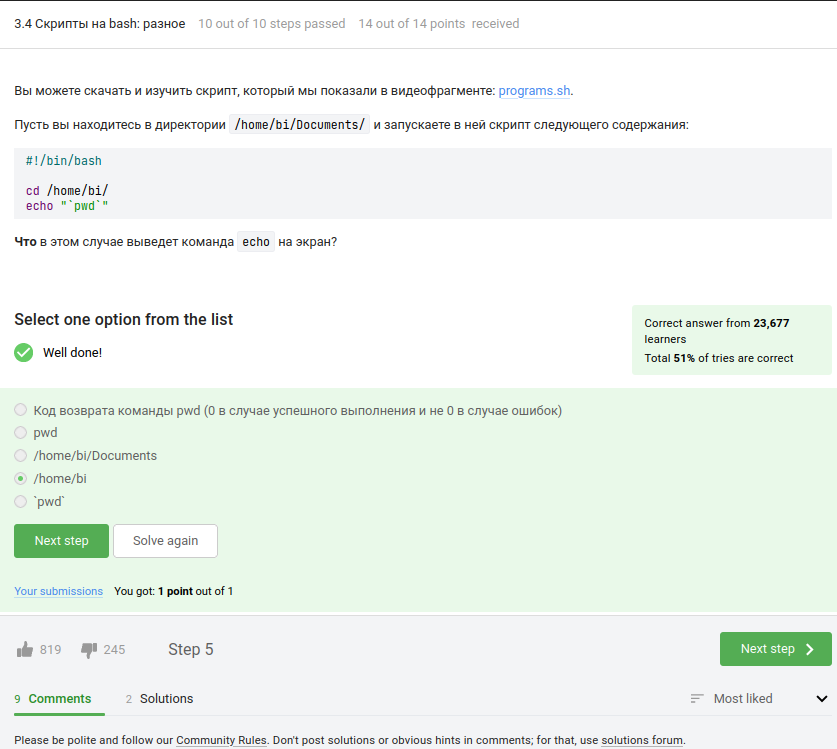 3.4 Скрипты на bash: разное 10 out of 10 steps passed 14 out of 14 points received
Вы можете скачать и изучить скрипт, который мы показали в видеофрагменте: programs.sh.
Пусть вы находитесь в директории /home/bi/Documents/ и запускаете в ней скрипт следующего содержания:
#!/bin/bash
cd /home/bi/
echo "`pwd`"
Что в этом случае выведет команда echo на экран?
Select one option from the list
Well done!
Correct answer from 23,677
learners
Total 51% of tries are correct
Код возврата команды pwd (0 в случае успешного выполнения и не 0 в случае ошибок)
pwd
/home/bi/Documents
/home/bi
`pwd`
Next step Solve again
Your submissions You got: 1 point out of 1
819 245 Step 5 Next step
9 Comments 2 Solutions Most liked
Please be polite and follow our Community Rules. Don't post solutions or obvious hints in comments; for that, use solutions forum.